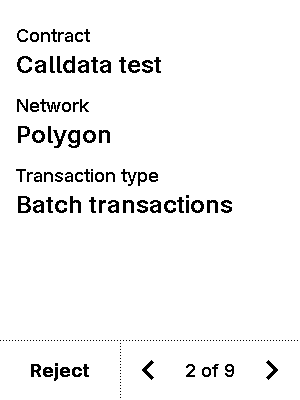 Contract
Calldata test
Network
Polygon
Transaction type
Batch transactions
Reject
2 of 9